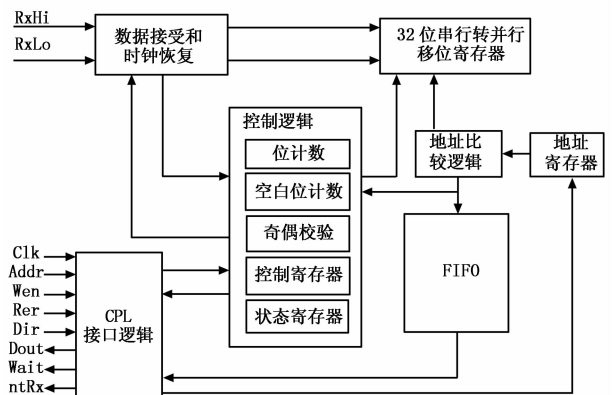 RxHi
RxLo
数据接受和
时钟恢复
32位串行转并行
移位寄存器
控制逻辑
位计数
空白位计数
奇偶校验
控制寄存器
状态寄存器
地址比
较逻辑
地址
寄存器
FIFO
Clk
Addr
Wen
Rer
Dir
Dout
Wait
ntRx
CPL
接口逻辑